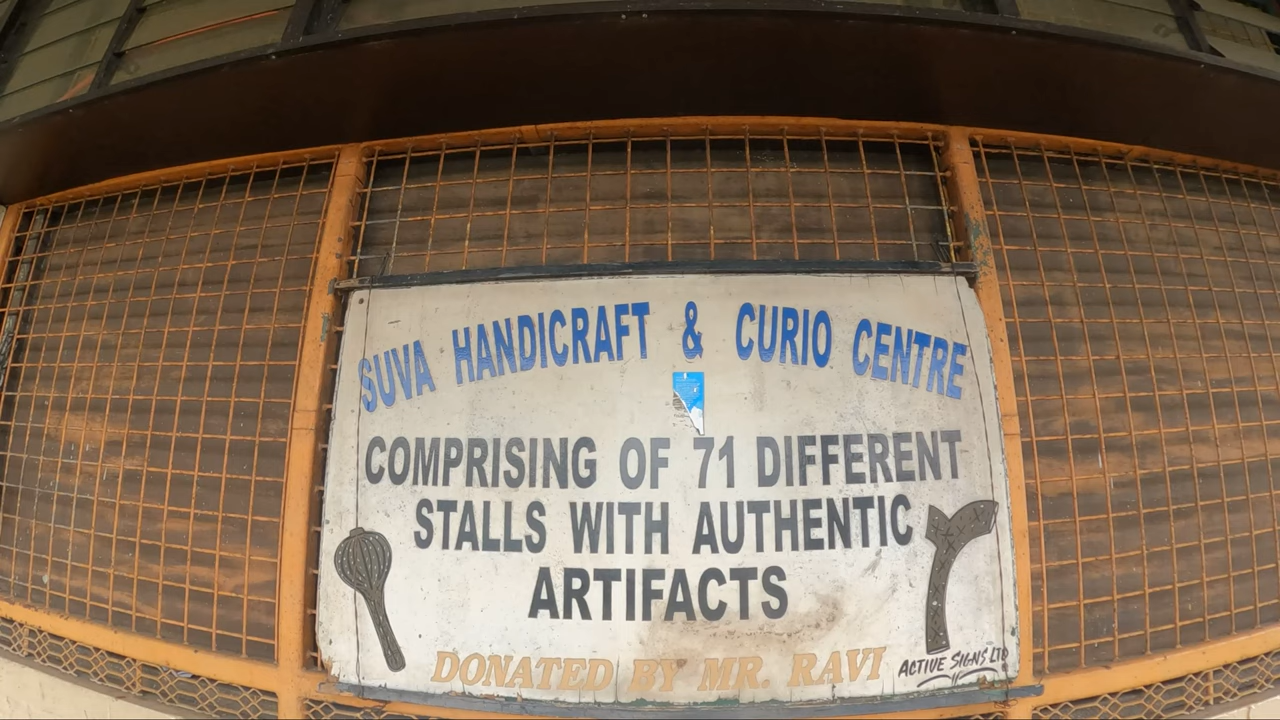 SUVA HANDICRAFT & CURIO CENTRE
COMPRISING OF 71 DIFFERENT
STALLS WITH AUTHENTIC
ARTIFACTS
DONATED BY MR. RAVI
ACTIVE SIGNS LTD